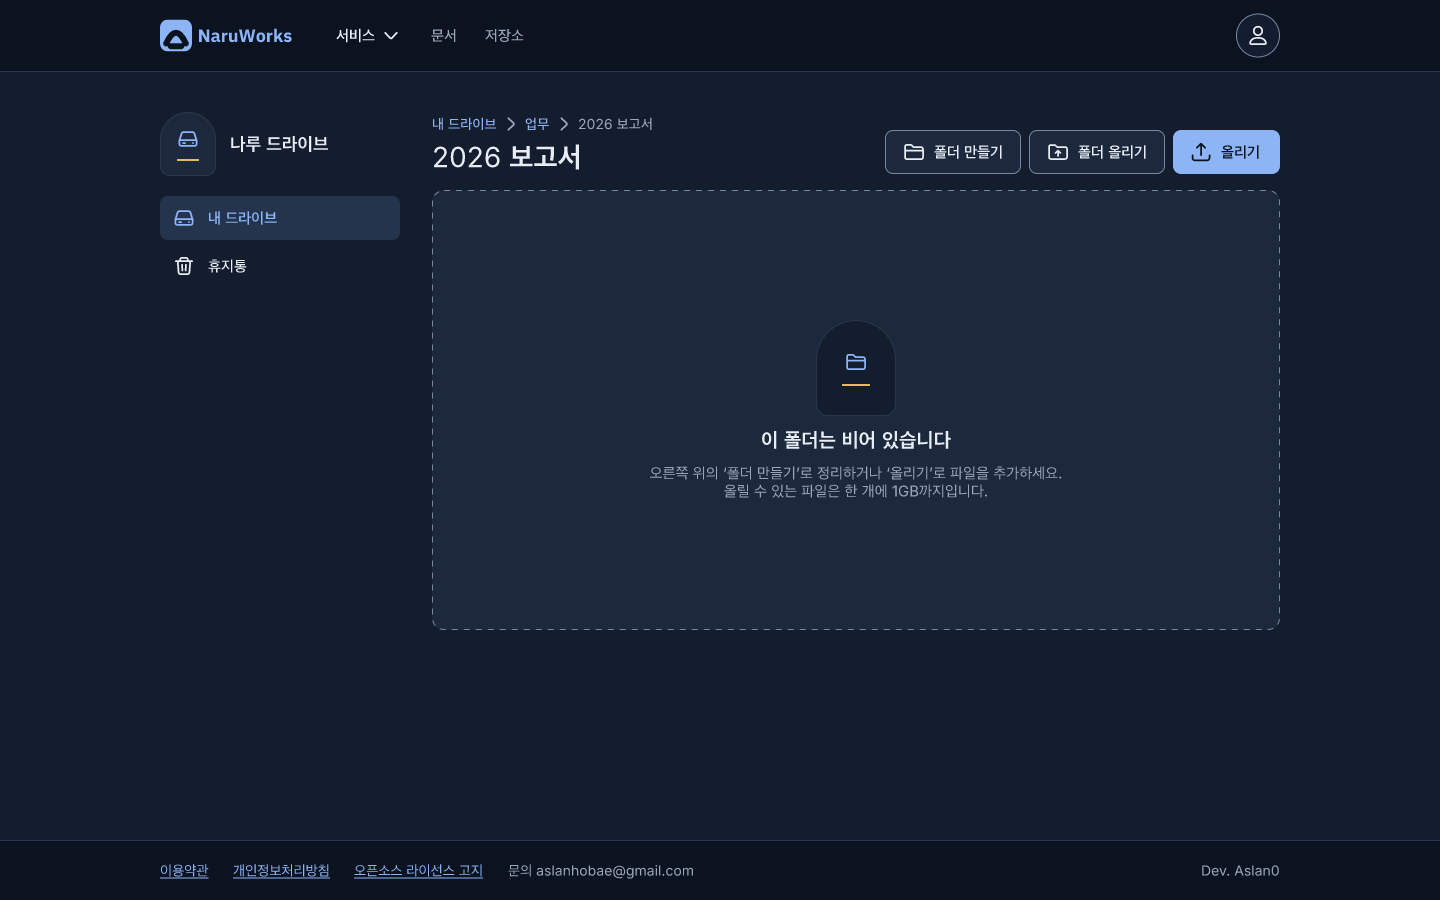 NaruWorks 서비스 문서 저장소
나루 드라이브
내 드라이브
휴지통
내 드라이브 업무 2026 보고서
2026 보고서
폴더 만들기 폴더 올리기 올리기
이 폴더는 비어 있습니다
오른쪽 위의 ‘폴더 만들기’로 정리하거나 ‘올리기’로 파일을 추가하세요.
올릴 수 있는 파일은 한 개에 1GB까지입니다.
이용약관 개인정보처리방침 오픈소스 라이선스 고지 문의 aslanhobae@gmail.com Dev. Aslan0